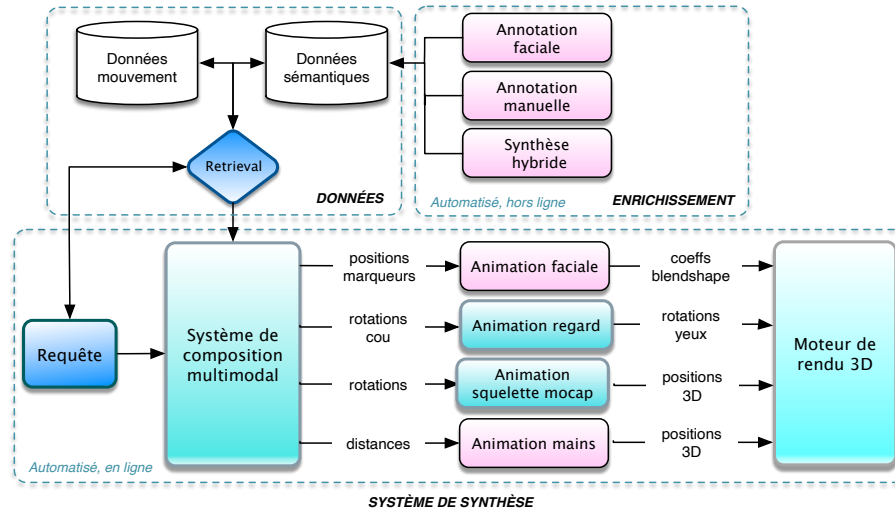 Données
mouvement
Données
sémantiques
Annotation
faciale
Annotation
manuelle
Synthèse
hybride
Retrieval
DONNÉES
Automatisé, hors ligne
ENRICHISSEMENT
Requête
Système de
composition
multimodal
positions
marqueurs
Animation faciale
coeffs
blendshape
rotations
cou
Animation regard
rotations
yeux
rotations
Animation
squelette mocap
positions
3D
distances
Animation mains
positions
3D
Moteur de
rendu 3D
Automatisé, en ligne
SYSTÈME DE SYNTHÈSE